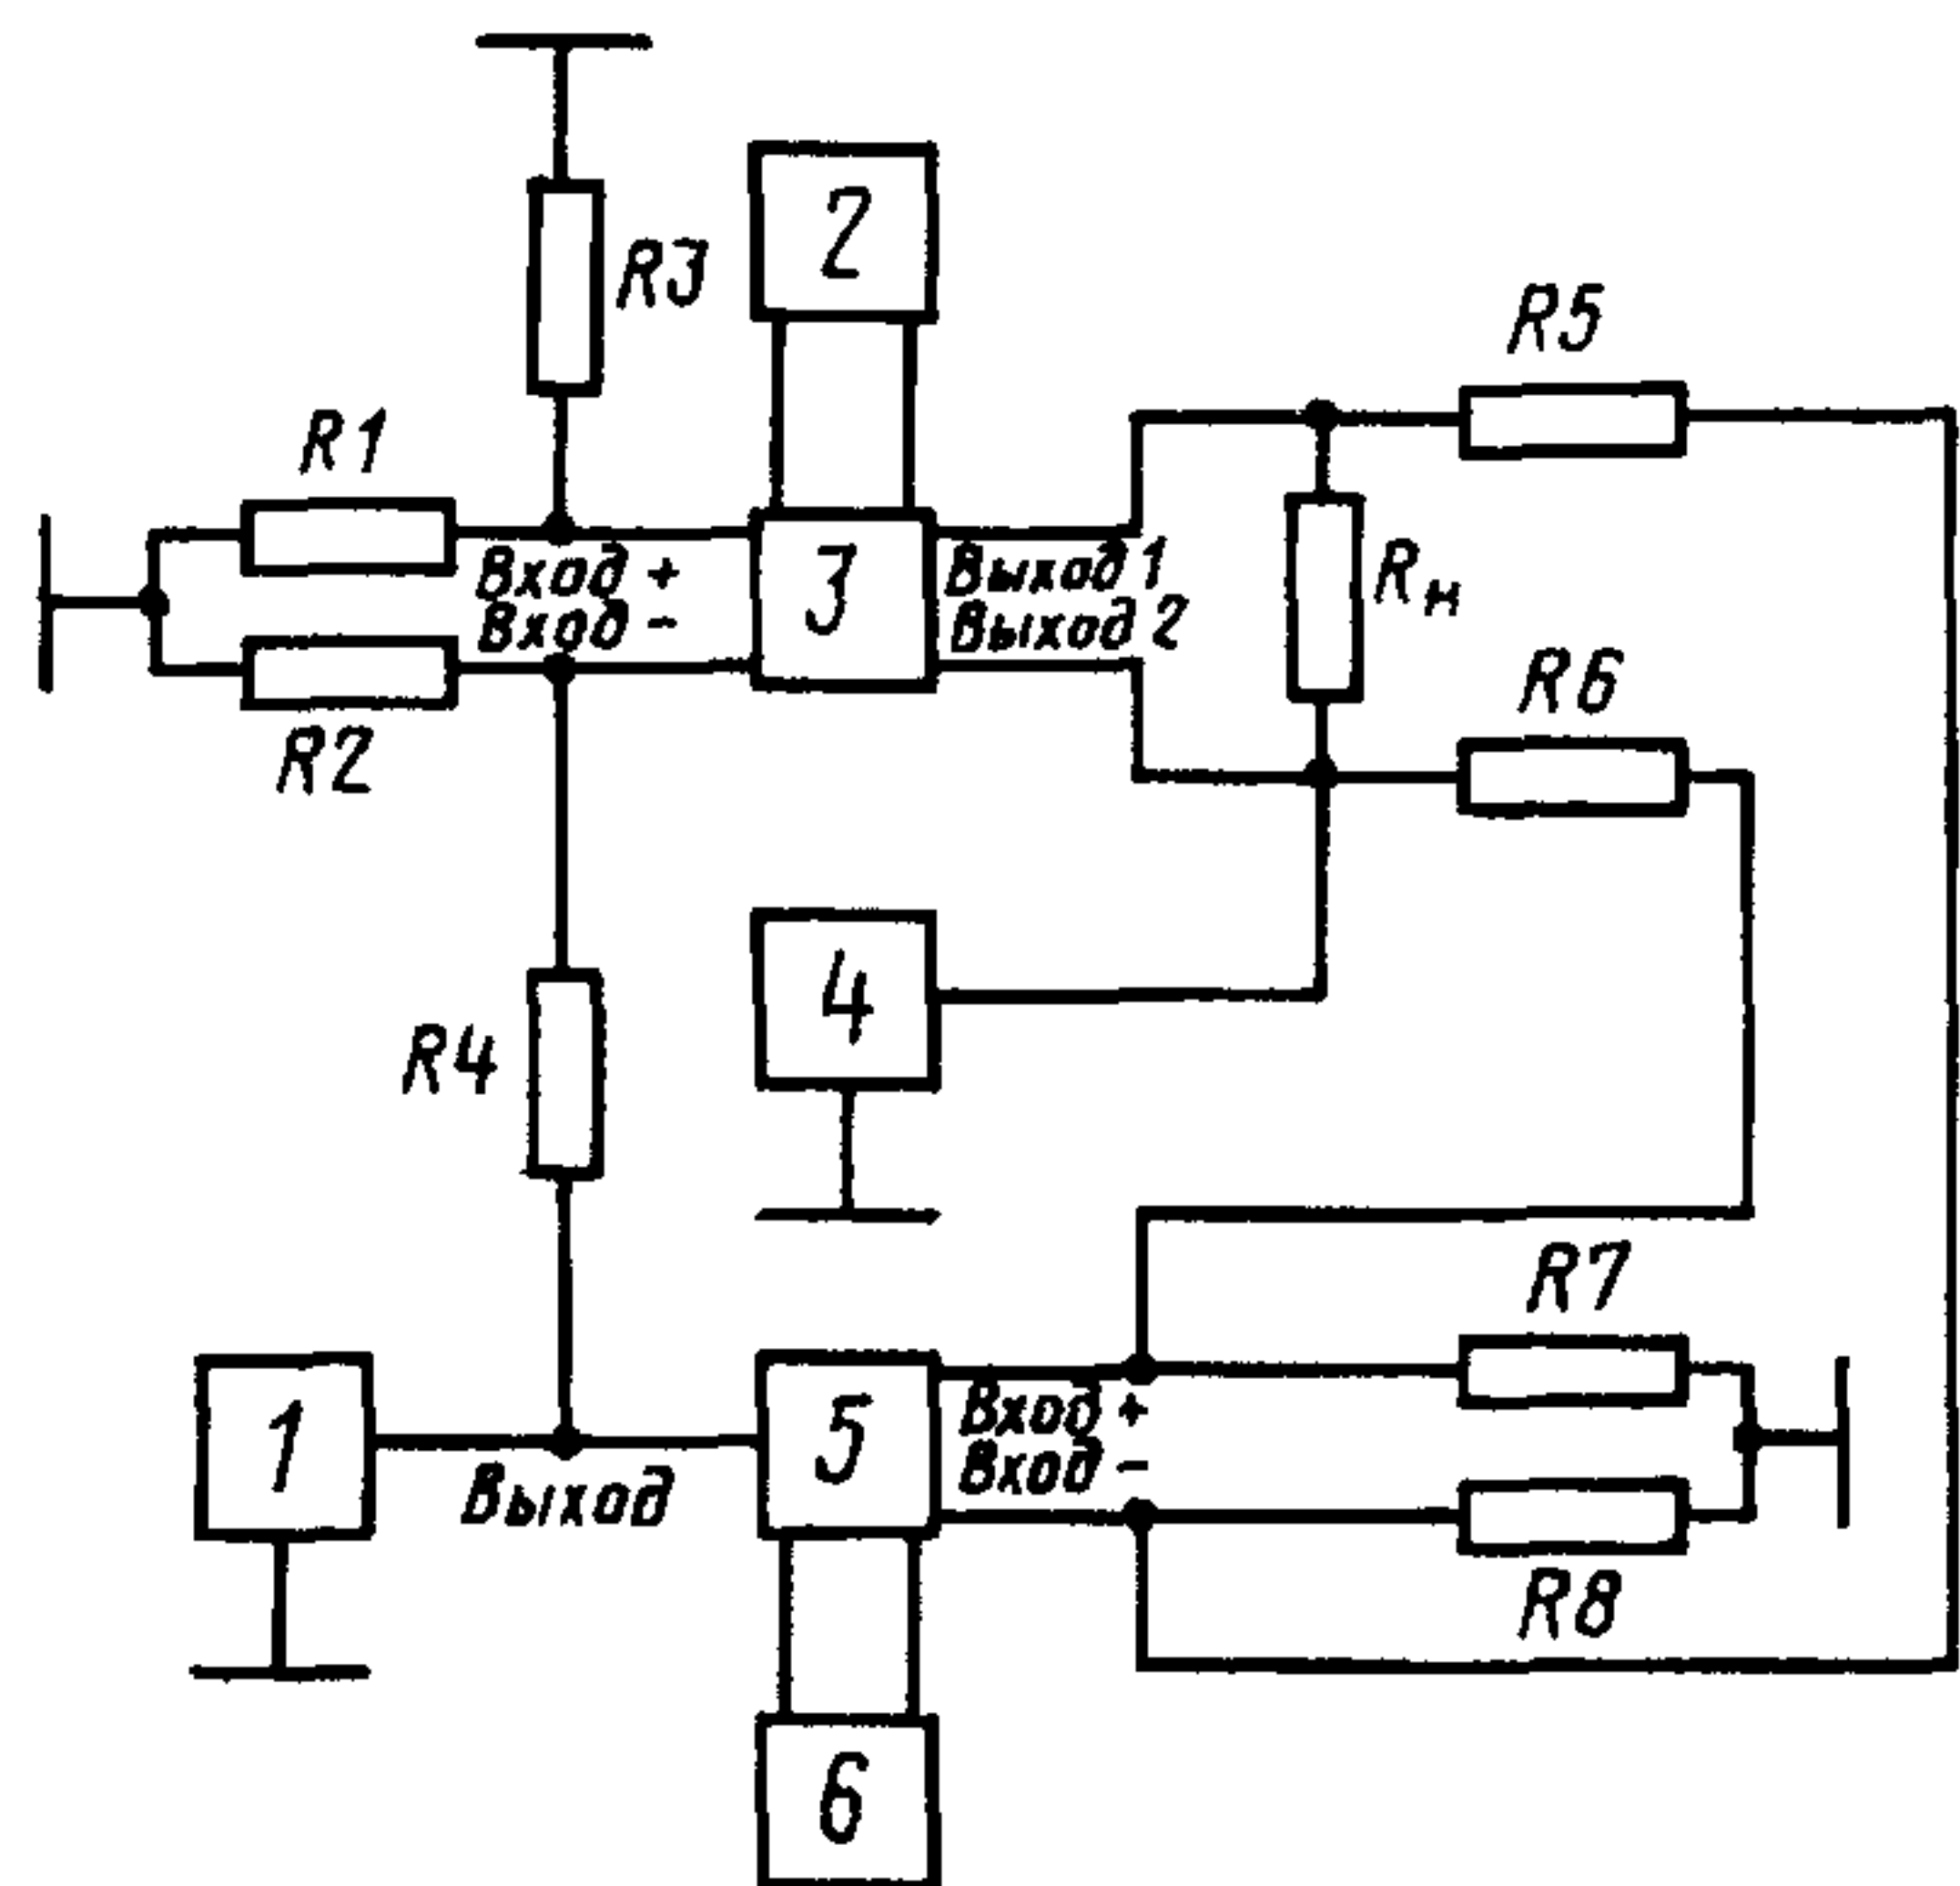 2
R3
R5
R1
Вход +
3
Выход 1
Rн
Вход -
Выход 2
R6
R2
4
R4
R7
1
5
Вход +
Вход -
Выход
R8
6